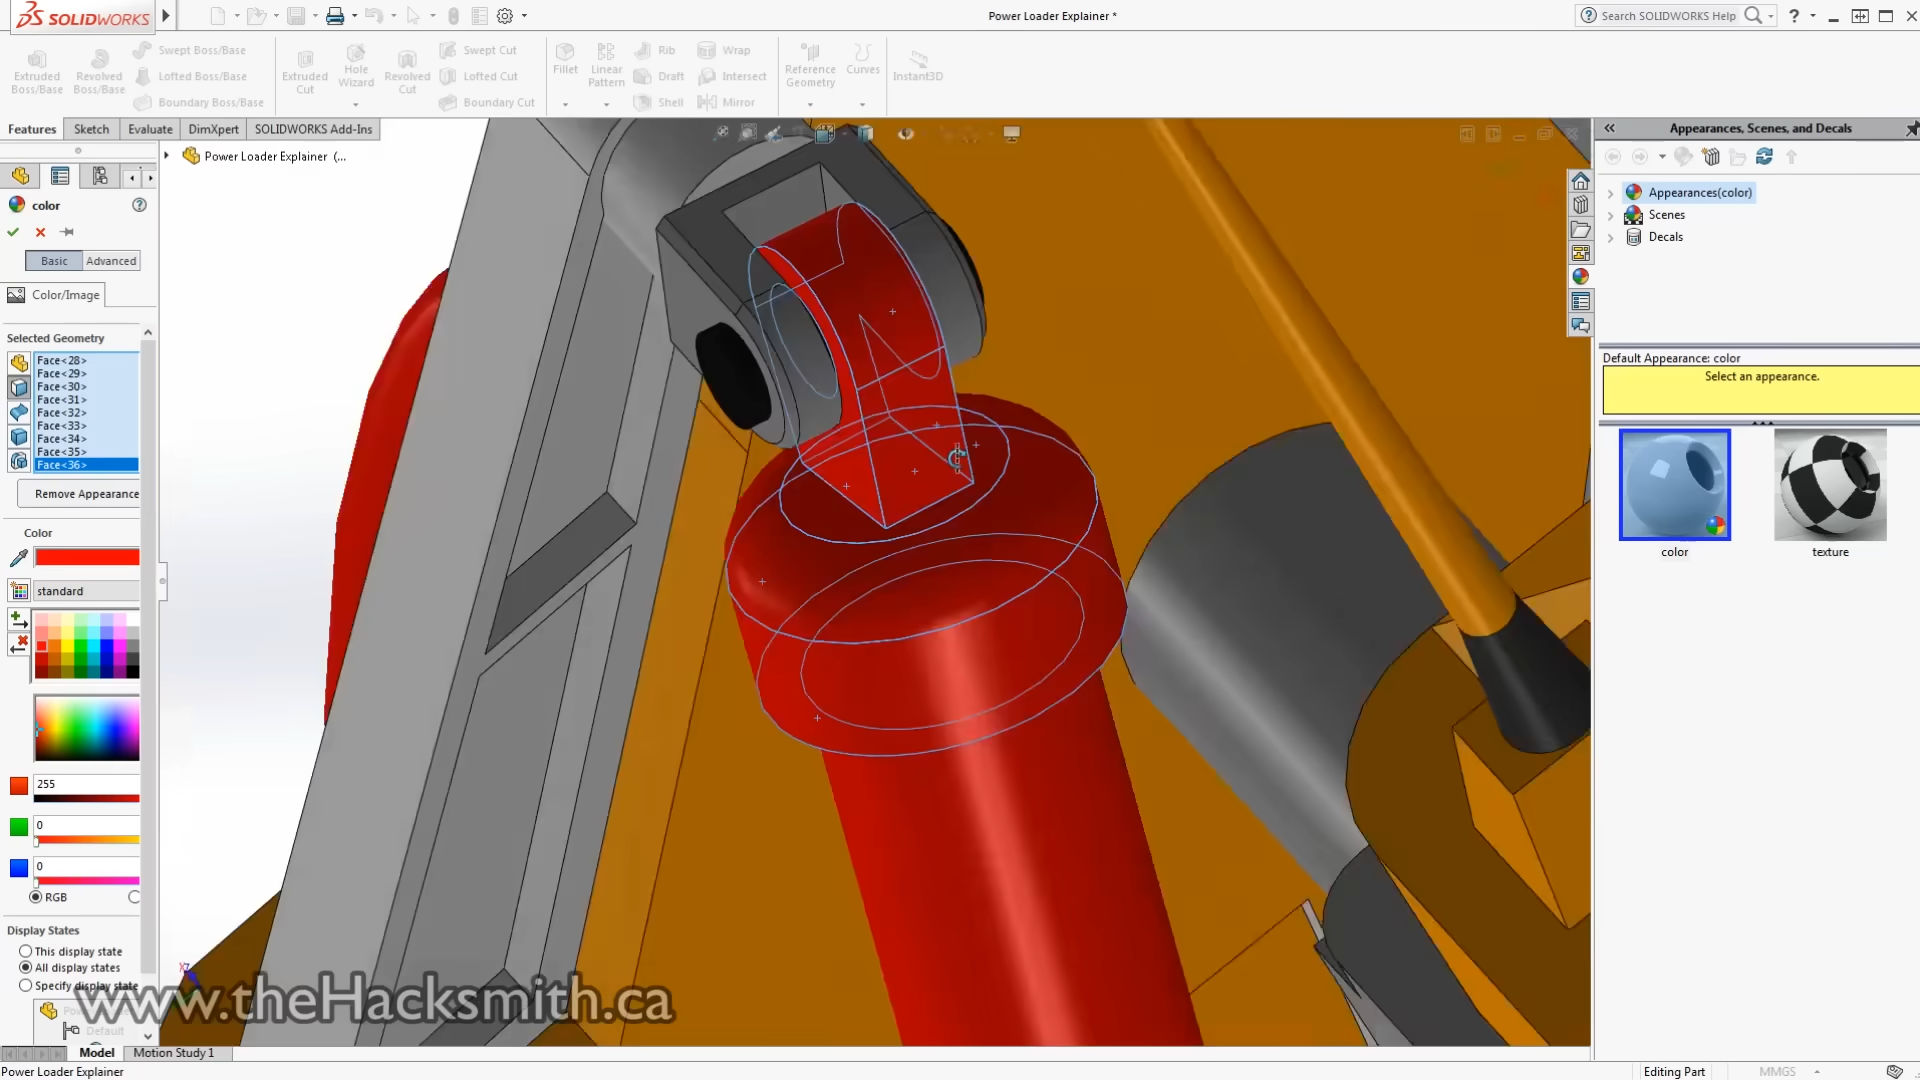 SOLIDWORKS
Power Loader Explainer *
Search SOLIDWORKS Help
Extruded Boss/Base
Revolved Boss/Base
Swept Boss/Base
Lofted Boss/Base
Boundary Boss/Base
Extruded Cut
Hole Wizard
Revolved Cut
Swept Cut
Lofted Cut
Boundary Cut
Fillet
Linear Pattern
Rib
Draft
Shell
Wrap
Intersect
Mirror
Reference Geometry
Curves
Instant3D
Features
Sketch
Evaluate
DimXpert
SOLIDWORKS Add-Ins
Power Loader Explainer (...
color
Basic
Advanced
Color/Image
Selected Geometry
Face<28>
Face<29>
Face<30>
Face<31>
Face<32>
Face<33>
Face<34>
Face<35>
Face<36>
Remove Appearance
Color
standard
255
0
0
RGB
Display States
This display state
All display states
Specify display state
Default
www.theHacksmith.ca
Model
Motion Study 1
Power Loader Explainer
Editing Part
MMGS
Appearances, Scenes, and Decals
Appearances(color)
Scenes
Decals
Default Appearance: color
Select an appearance.
color
texture